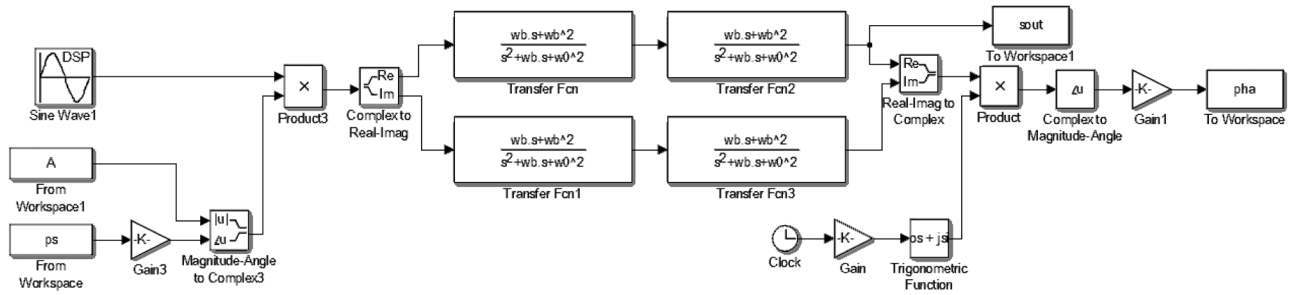 DSP
Sine Wave1
A
From
Workspace1
ps
From
Workspace
-K-
Gain3
|u|
∠u
Magnitude-Angle
to Complex3
×
Product3
Re
Im
Complex to
Real-Imag
wb.s+wb^2
s²+wb.s+w0^2
Transfer Fcn
wb.s+wb^2
s²+wb.s+w0^2
Transfer Fcn2
wb.s+wb^2
s²+wb.s+w0^2
Transfer Fcn1
wb.s+wb^2
s²+wb.s+w0^2
Transfer Fcn3
sout
To Workspace1
Re
Im
Real-Imag to
Complex
Clock
-K-
Gain
os + jsi
Trigonometric
Function
×
Product
∠u
Complex to
Magnitude-Angle
-K-
Gain1
pha
To Workspace